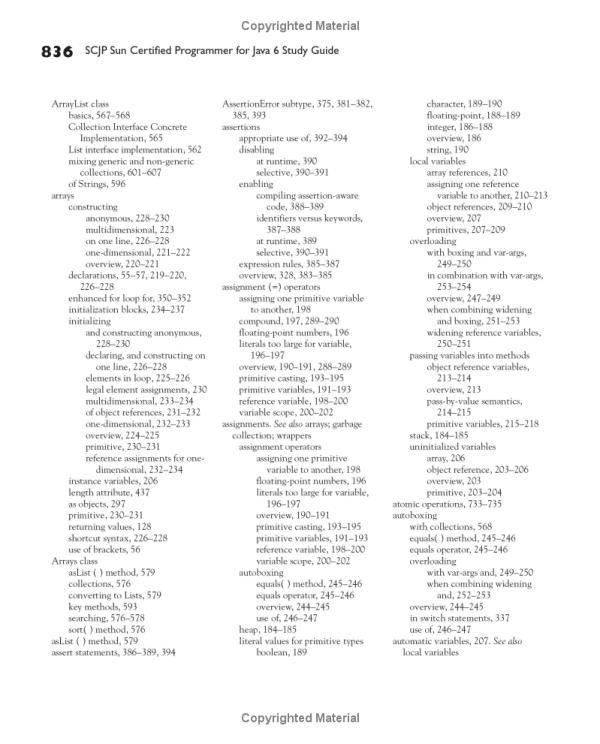 Copyrighted Material
836 SCJP Sun Certified Programmer for Java 6 Study Guide
ArrayList class
basics, 567–568
Collection Interface Concrete
Implementation, 565
List interface implementation, 562
mixing generic and non-generic
collections, 601–607
of Strings, 596
arrays
constructing
anonymous, 228–230
multidimensional, 223
on one line, 226–228
one-dimensional, 221–222
overview, 220–221
declarations, 55–57, 219–220,
226–228
enhanced for loop for, 350–352
initialization blocks, 234–237
initializing
and constructing anonymous,
228–230
declaring, and constructing on
one line, 226–228
elements in loop, 225–226
legal element assignments, 230
multidimensional, 233–234
of object references, 231–232
one-dimensional, 232–233
overview, 224–225
primitive, 230–231
reference assignments for one-
dimensional, 232–234
instance variables, 206
length attribute, 437
as objects, 297
primitive, 230–231
returning values, 128
shortcut syntax, 226–228
use of brackets, 56
Arrays class
asList ( ) method, 579
collections, 576
converting to Lists, 579
key methods, 593
searching, 576–578
sort( ) method, 576
asList ( ) method, 579
assert statements, 386–389, 394
AssertionError subtype, 375, 381–382,
385, 393
assertions
appropriate use of, 392–394
disabling
at runtime, 390
selective, 390–391
enabling
compiling assertion-aware
code, 388–389
identifiers versus keywords,
387–388
at runtime, 389
selective, 390–391
expression rules, 385–387
overview, 328, 383–385
assignment (=) operators
assigning one primitive variable
to another, 198
compound, 197, 289–290
floating-point numbers, 196
literals too large for variable,
196–197
overview, 190–191, 288–289
primitive casting, 193–195
primitive variables, 191–193
reference variable, 198–200
variable scope, 200–202
assignments. See also arrays; garbage
collection; wrappers
assignment operators
assigning one primitive
variable to another, 198
floating-point numbers, 196
literals too large for variable,
196–197
overview, 190–191
primitive casting, 193–195
primitive variables, 191–193
reference variable, 198–200
variable scope, 200–202
autoboxing
equals( ) method, 245–246
equals operator, 245–246
overview, 244–245
use of, 246–247
heap, 184–185
literal values for primitive types
boolean, 189
character, 189–190
floating-point, 188–189
integer, 186–188
overview, 186
string, 190
local variables
array references, 210
assigning one reference
variable to another, 210–213
object references, 209–210
overview, 207
primitives, 207–209
overloading
with boxing and var-args,
249–250
in combination with var-args,
253–254
overview, 247–249
when combining widening
and boxing, 251–253
widening reference variables,
250–251
passing variables into methods
object reference variables,
213–214
overview, 213
pass-by-value semantics,
214–215
primitive variables, 215–218
stack, 184–185
uninitialized variables
array, 206
object reference, 203–206
overview, 203
primitive, 203–204
atomic operations, 733–735
autoboxing
with collections, 568
equals( ) method, 245–246
equals operator, 245–246
overloading
with var-args and, 249–250
when combining widening
and, 252–253
overview, 244–245
in switch statements, 337
use of, 246–247
automatic variables, 207. See also
local variables
Copyrighted Material